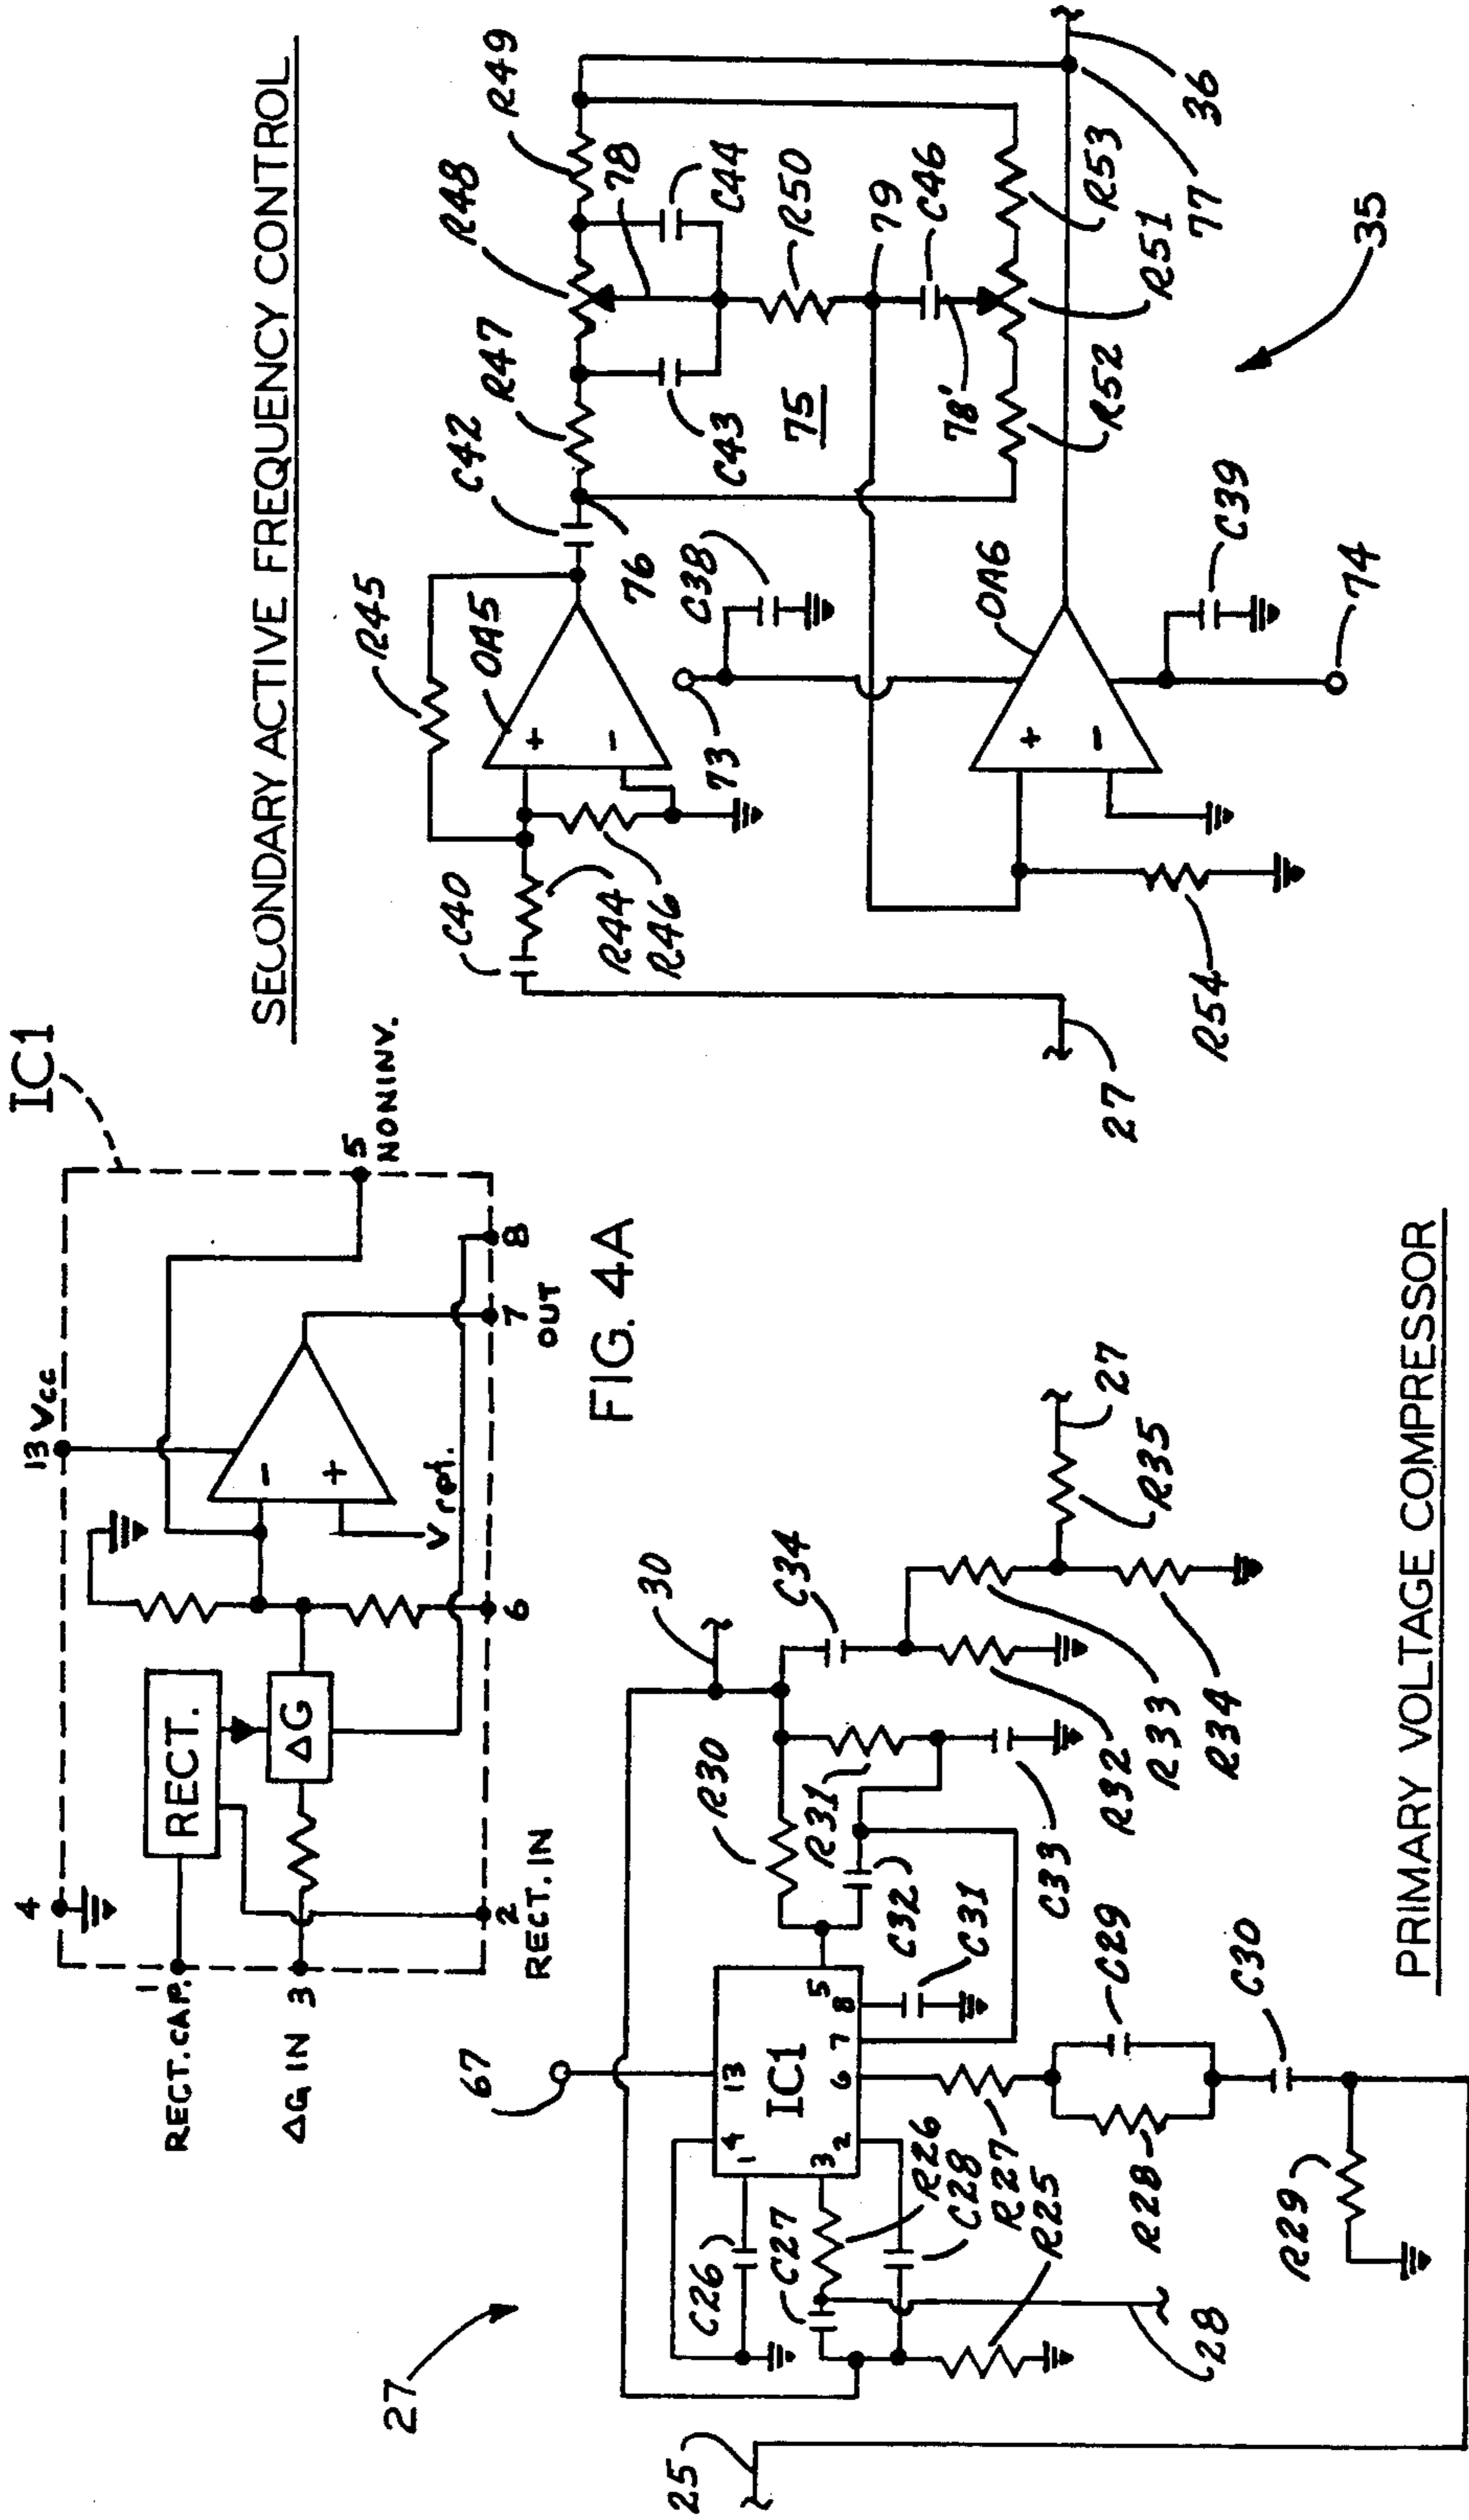 SECONDARY ACTIVE FREQUENCY CONTROL
R45
OA5
+
-
C40
R44
R46
73
C42
R47
R48
R49
76
C38
C43
78
C44
75
R50
79
78'
C46
R52
R51
R53
77
36
OA6
+
-
C39
74
R54
27
35
IC1
4
13 Vcc
RECT. CAP.
1
RECT.
ΔG
ΔG IN 3
-
+
Vref.
5
NONINV.
2
RECT. IN
6
7
OUT
8
FIG. 4A
27
67
30
25
C26
C27
4
1
3
2
13
IC1
6
7
8
5
R26
C28
R27
R25
28
R28
C29
C30
R29
R30
R31
C32
C31
C33
C34
R32
R33
R34
R35
27
PRIMARY VOLTAGE COMPRESSOR